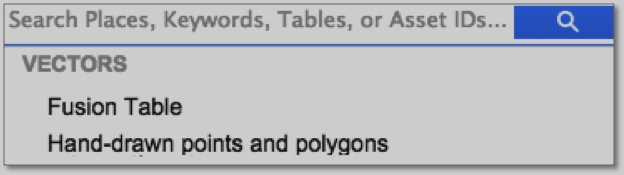 Search Places, Keywords, Tables, or Asset IDs...
VECTORS
Fusion Table
Hand-drawn points and polygons